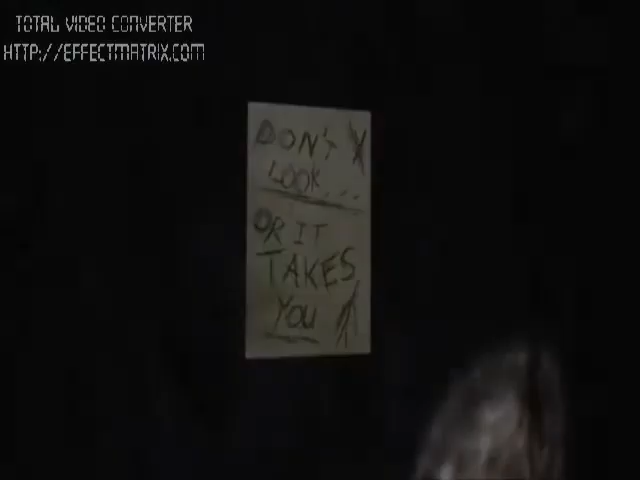 TOTAL VIDEO CONVERTER
HTTP://EFFECTMATRIX.COM
DON'T
LOOK...
OR IT
TAKES
YOU